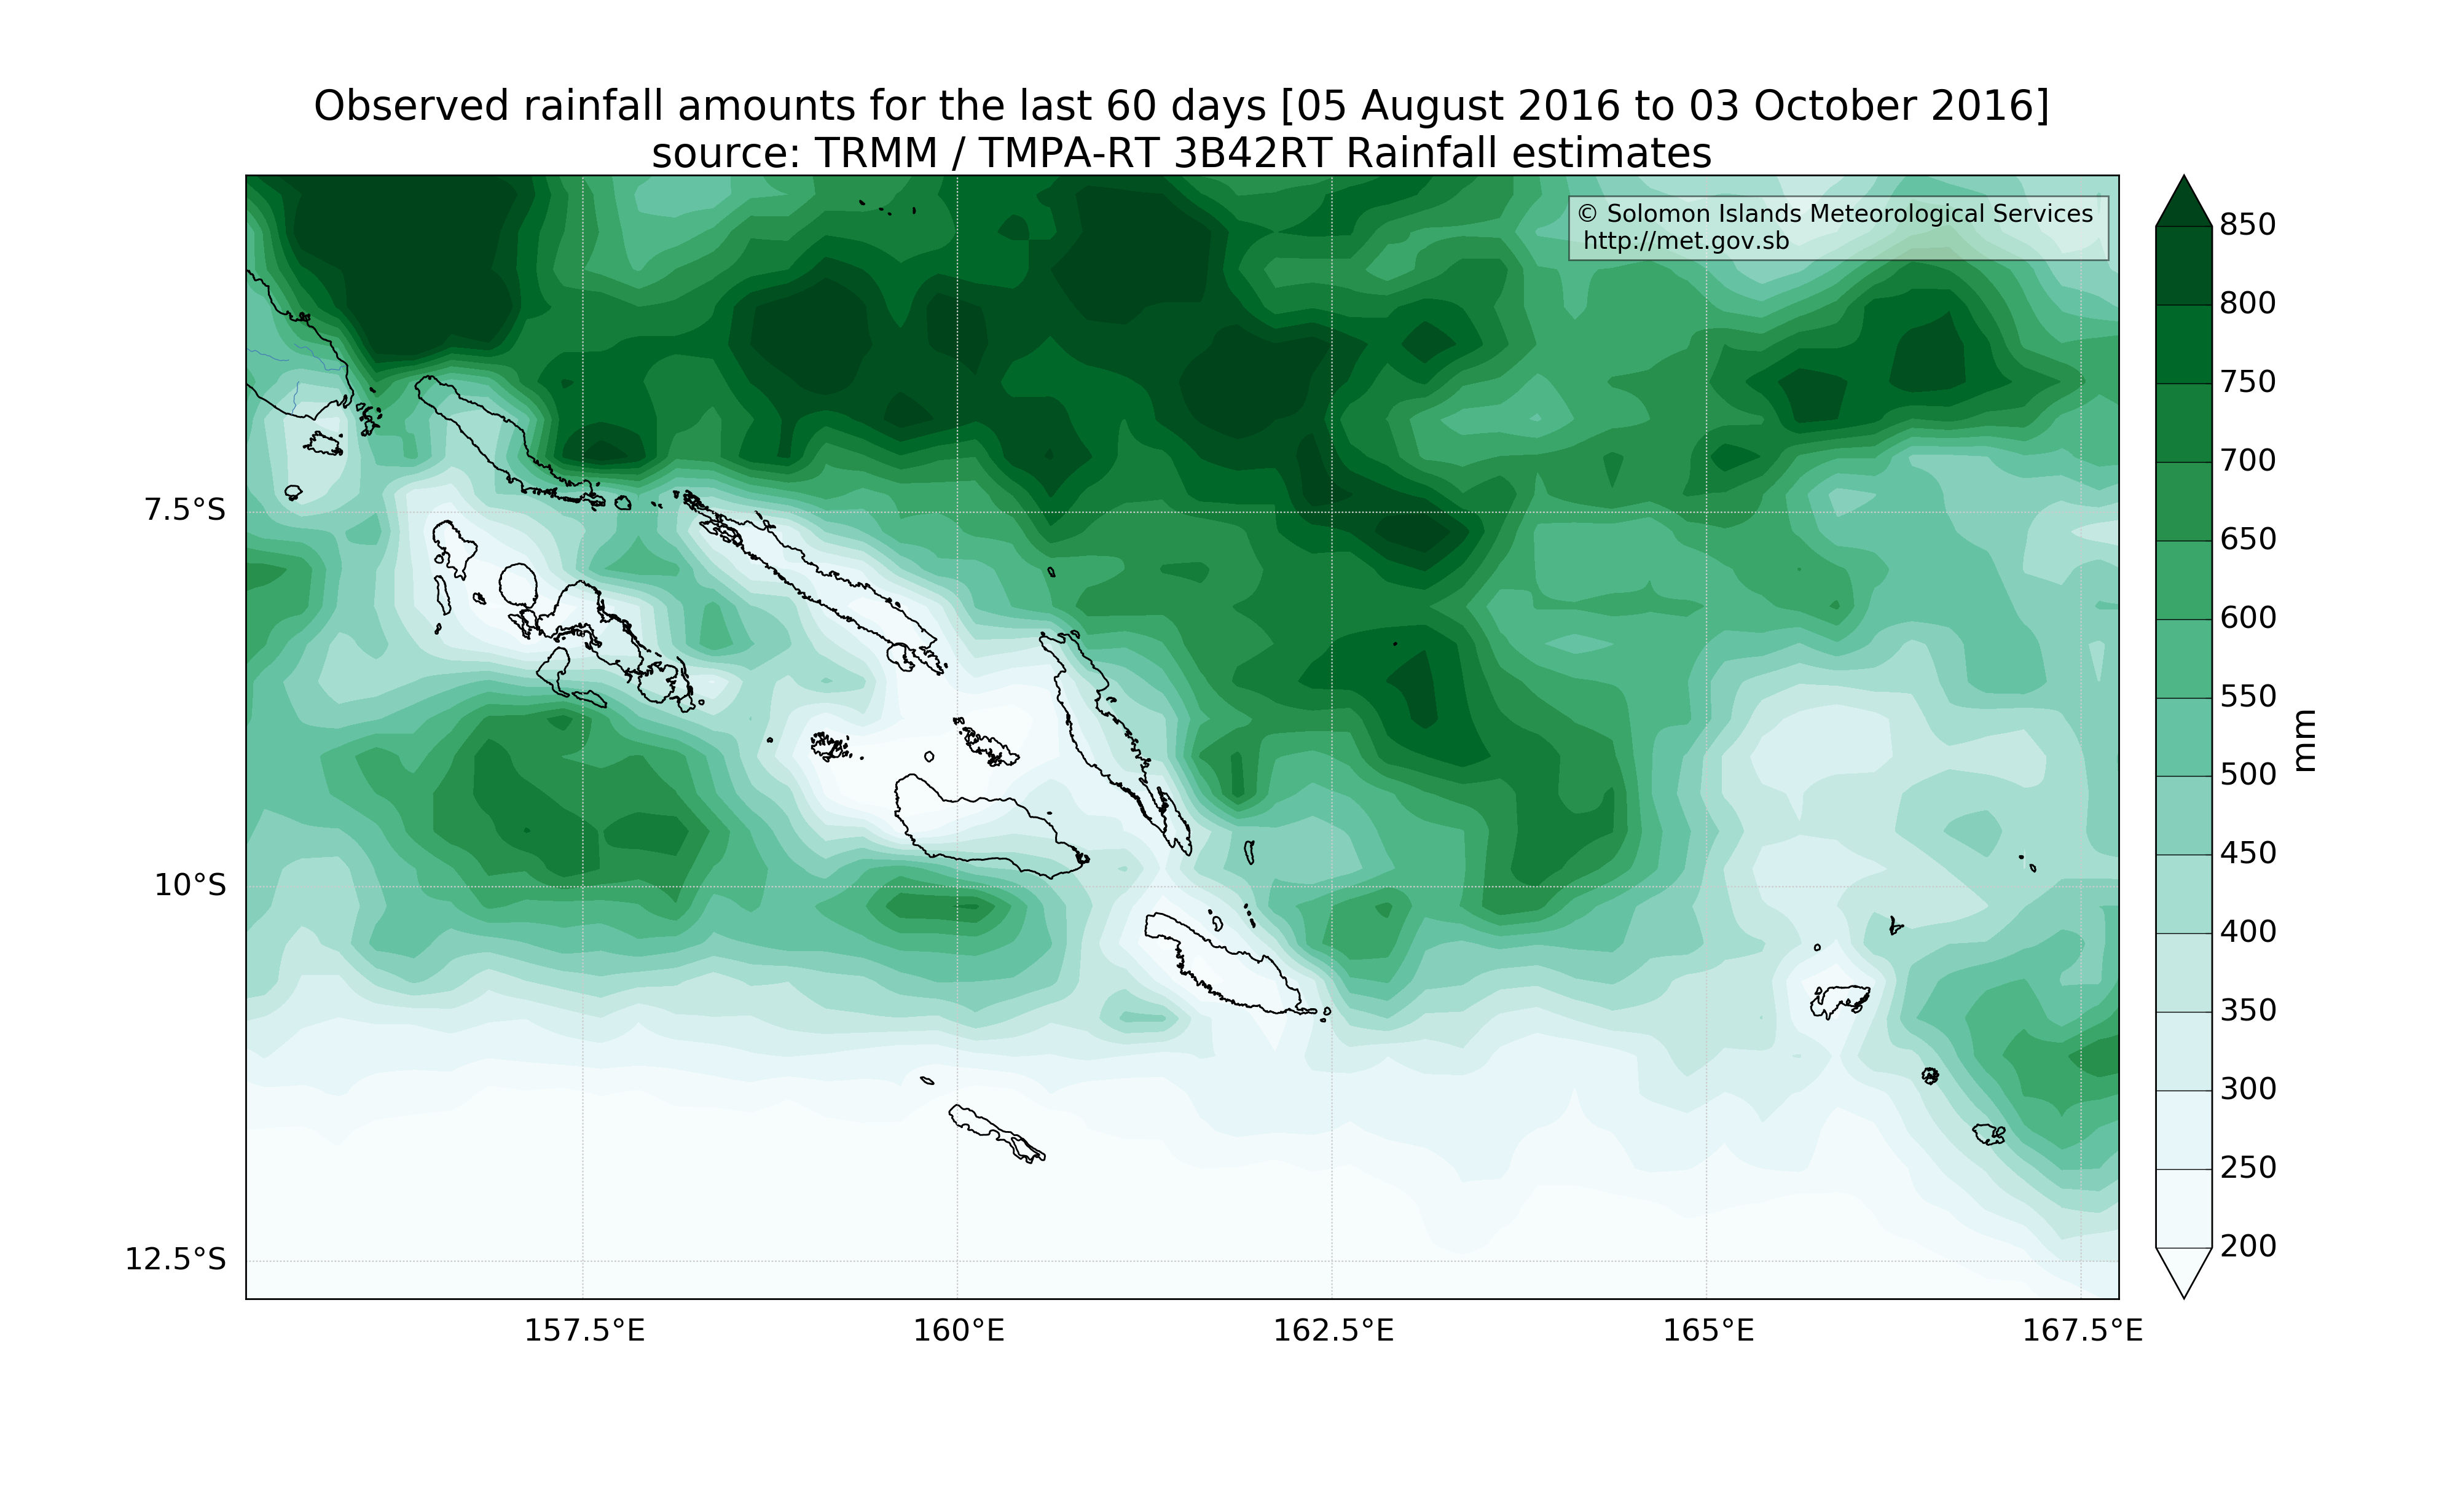 Observed rainfall amounts for the last 60 days [05 August 2016 to 03 October 2016]
source: TRMM / TMPA-RT 3B42RT Rainfall estimates
© Solomon Islands Meteorological Services
http://met.gov.sb
7.5°S
10°S
12.5°S
157.5°E
160°E
162.5°E
165°E
167.5°E
850
800
750
700
650
600
550
500
450
400
350
300
250
200
mm